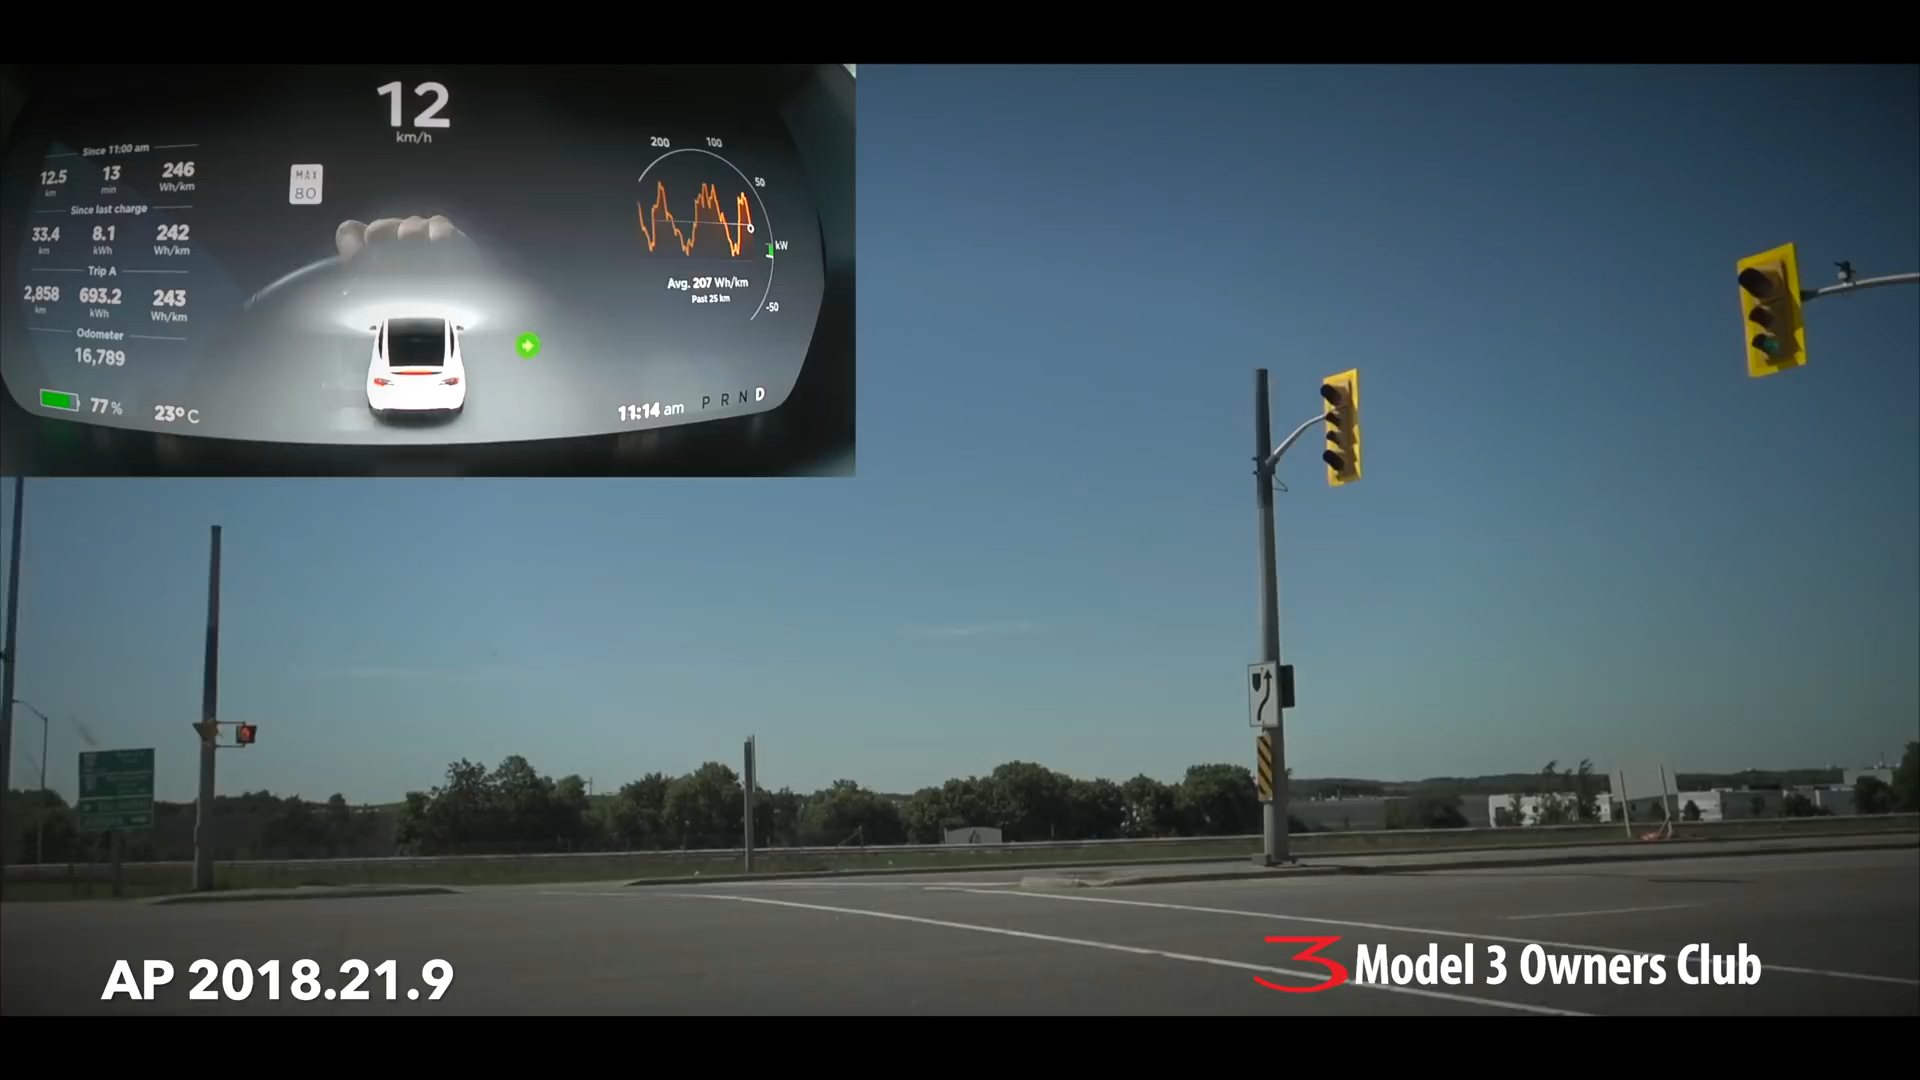 12
km/h
Since 11:00 am
12.5 13 246
km min Wh/km
Since last charge
33.4 8.1 242
km kWh Wh/km
Trip A
2,858 693.2 243
km kWh Wh/km
Odometer
16,789
77 % 23° C
MAX
80
200 100
50
kW
-50
Avg. 207 Wh/km
Past 25 km
11:14 am P R N D
AP 2018.21.9
3 Model 3 Owners Club